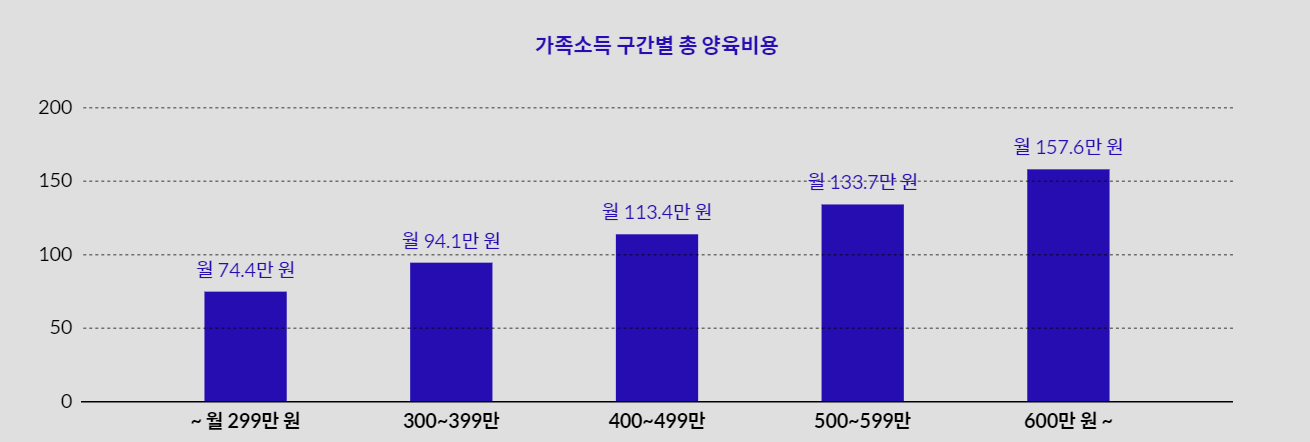 가족소득 구간별 총 양육비용
200
150
100
50
0
월 74.4만 원
월 94.1만 원
월 113.4만 원
월 133.7만 원
월 157.6만 원
~ 월 299만 원
300~399만
400~499만
500~599만
600만 원 ~